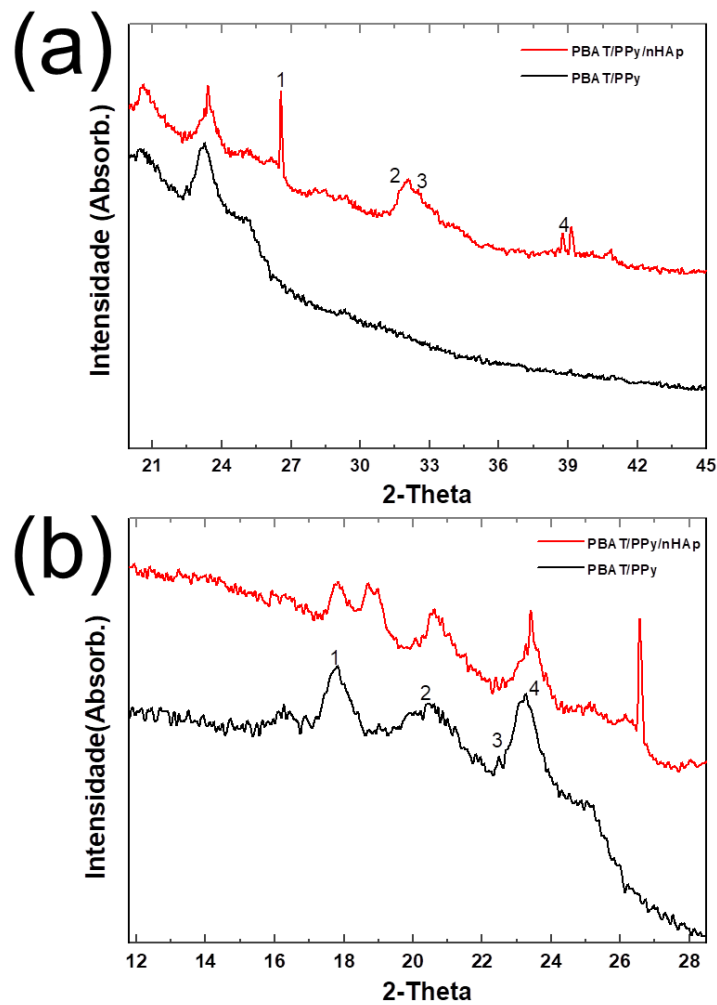 (a)
PBAT/PPy/nHAp
PBAT/PPy
1
2 3
4
Intensidade (Absorb.)
21 24 27 30 33 36 39 42 45
2-Theta
(b)
PBAT/PPy/nHAp
PBAT/PPy
1
2
3
4
Intensidade(Absorb.)
12 14 16 18 20 22 24 26 28
2-Theta